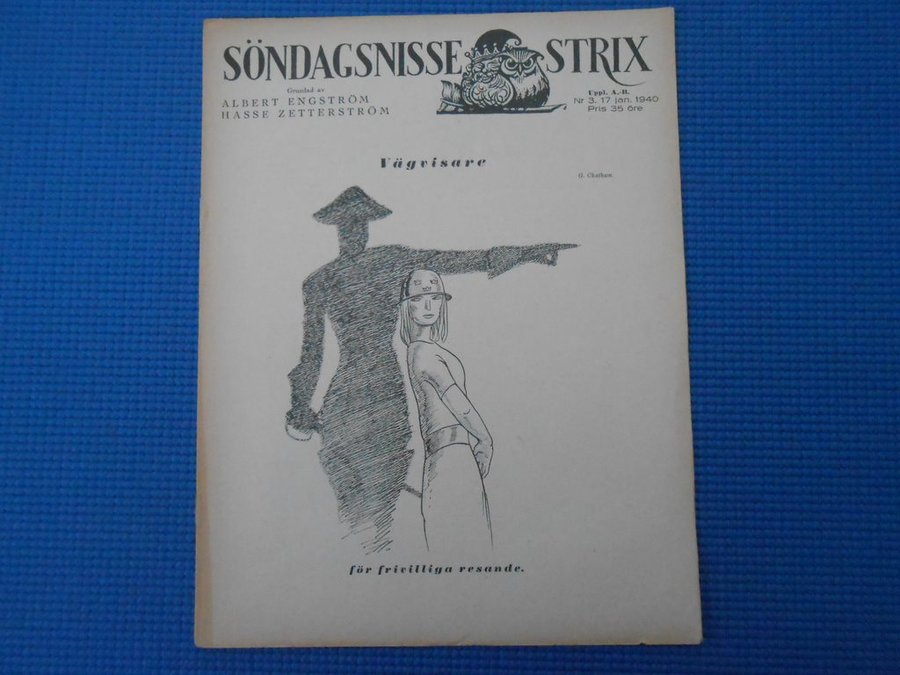 SÖNDAGSNISSE STRIX
Grundad av
ALBERT ENGSTRÖM
HASSE ZETTERSTRÖM
Uppl. A.-B.
Nr 3. 17 jan. 1940
Pris 35 öre
Vägvisare
G. Chatham
för frivilliga resande.